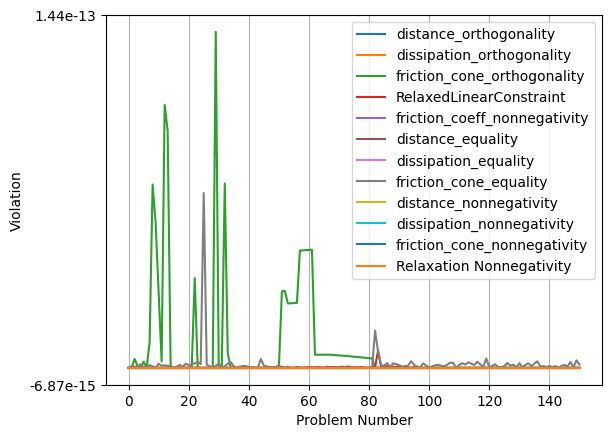 1.44e-13
distance_orthogonality
dissipation_orthogonality
friction_cone_orthogonality
RelaxedLinearConstraint
friction_coeff_nonnegativity
distance_equality
dissipation_equality
friction_cone_equality
distance_nonnegativity
dissipation_nonnegativity
friction_cone_nonnegativity
Relaxation Nonnegativity
Violation
-6.87e-15
0 20 40 60 80 100 120 140
Problem Number